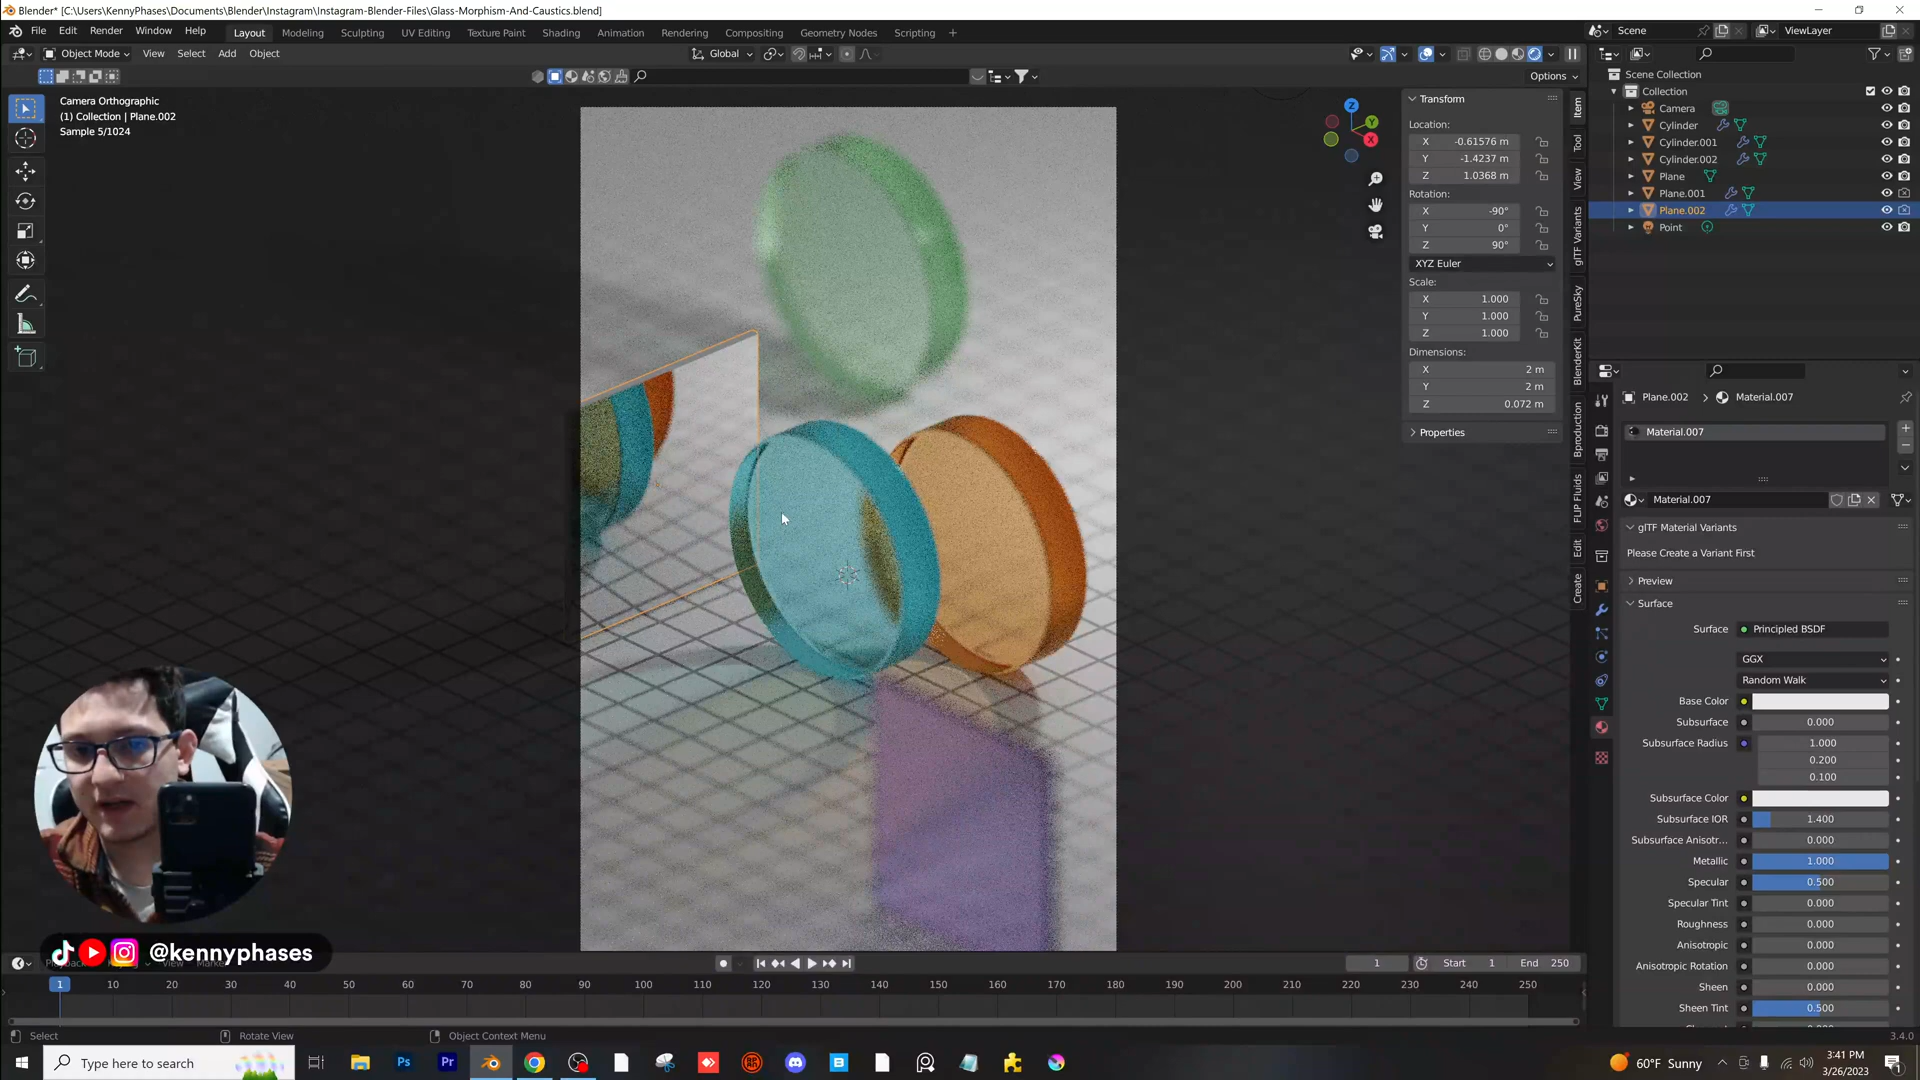 Blender* [C:\Users\KennyPhases\Documents\Blender\Instagram\Instagram-Blender-Files\Glass-Morphism-And-Caustics.blend]
File Edit Render Window Help Layout Modeling Sculpting UV Editing Texture Paint Shading Animation Rendering Compositing Geometry Nodes Scripting + Scene ViewLayer
Object Mode View Select Add Object Global
Options
Camera Orthographic
(1) Collection | Plane.002
Sample 5/1024
Transform
Location:
X -0.61576 m
Y -1.4237 m
Z 1.0368 m
Rotation:
X -90°
Y 0°
Z 90°
XYZ Euler
Scale:
X 1.000
Y 1.000
Z 1.000
Dimensions:
X 2 m
Y 2 m
Z 0.072 m
Properties
Item
Tool
View
glTF Variants
PureSky
BlenderKit
Bproduction
FLIP Fluids
Edit
Create
Z
Y
X
Scene Collection
Collection
Camera
Cylinder
Cylinder.001
Cylinder.002
Plane
Plane.001
Plane.002
Point
Plane.002 > Material.007
Material.007
Material.007
glTF Material Variants
Please Create a Variant First
Preview
Surface
Surface Principled BSDF
GGX
Random Walk
Base Color
Subsurface 0.000
Subsurface Radius 1.000
0.200
0.100
Subsurface Color
Subsurface IOR 1.400
Subsurface Anisotr... 0.000
Metallic 1.000
Specular 0.500
Specular Tint 0.000
Roughness 0.000
Anisotropic 0.000
Anisotropic Rotation 0.000
Sheen 0.000
Sheen Tint 0.500
@kennyphases
1 Start 1 End 250
1 10 20 30 40 50 60 70 80 90 100 110 120 130 140 150 160 170 180 190 200 210 220 230 240 250
Select Rotate View Object Context Menu 3.4.0
Type here to search
Ps
Pr
60°F Sunny
3:41 PM
3/26/2023